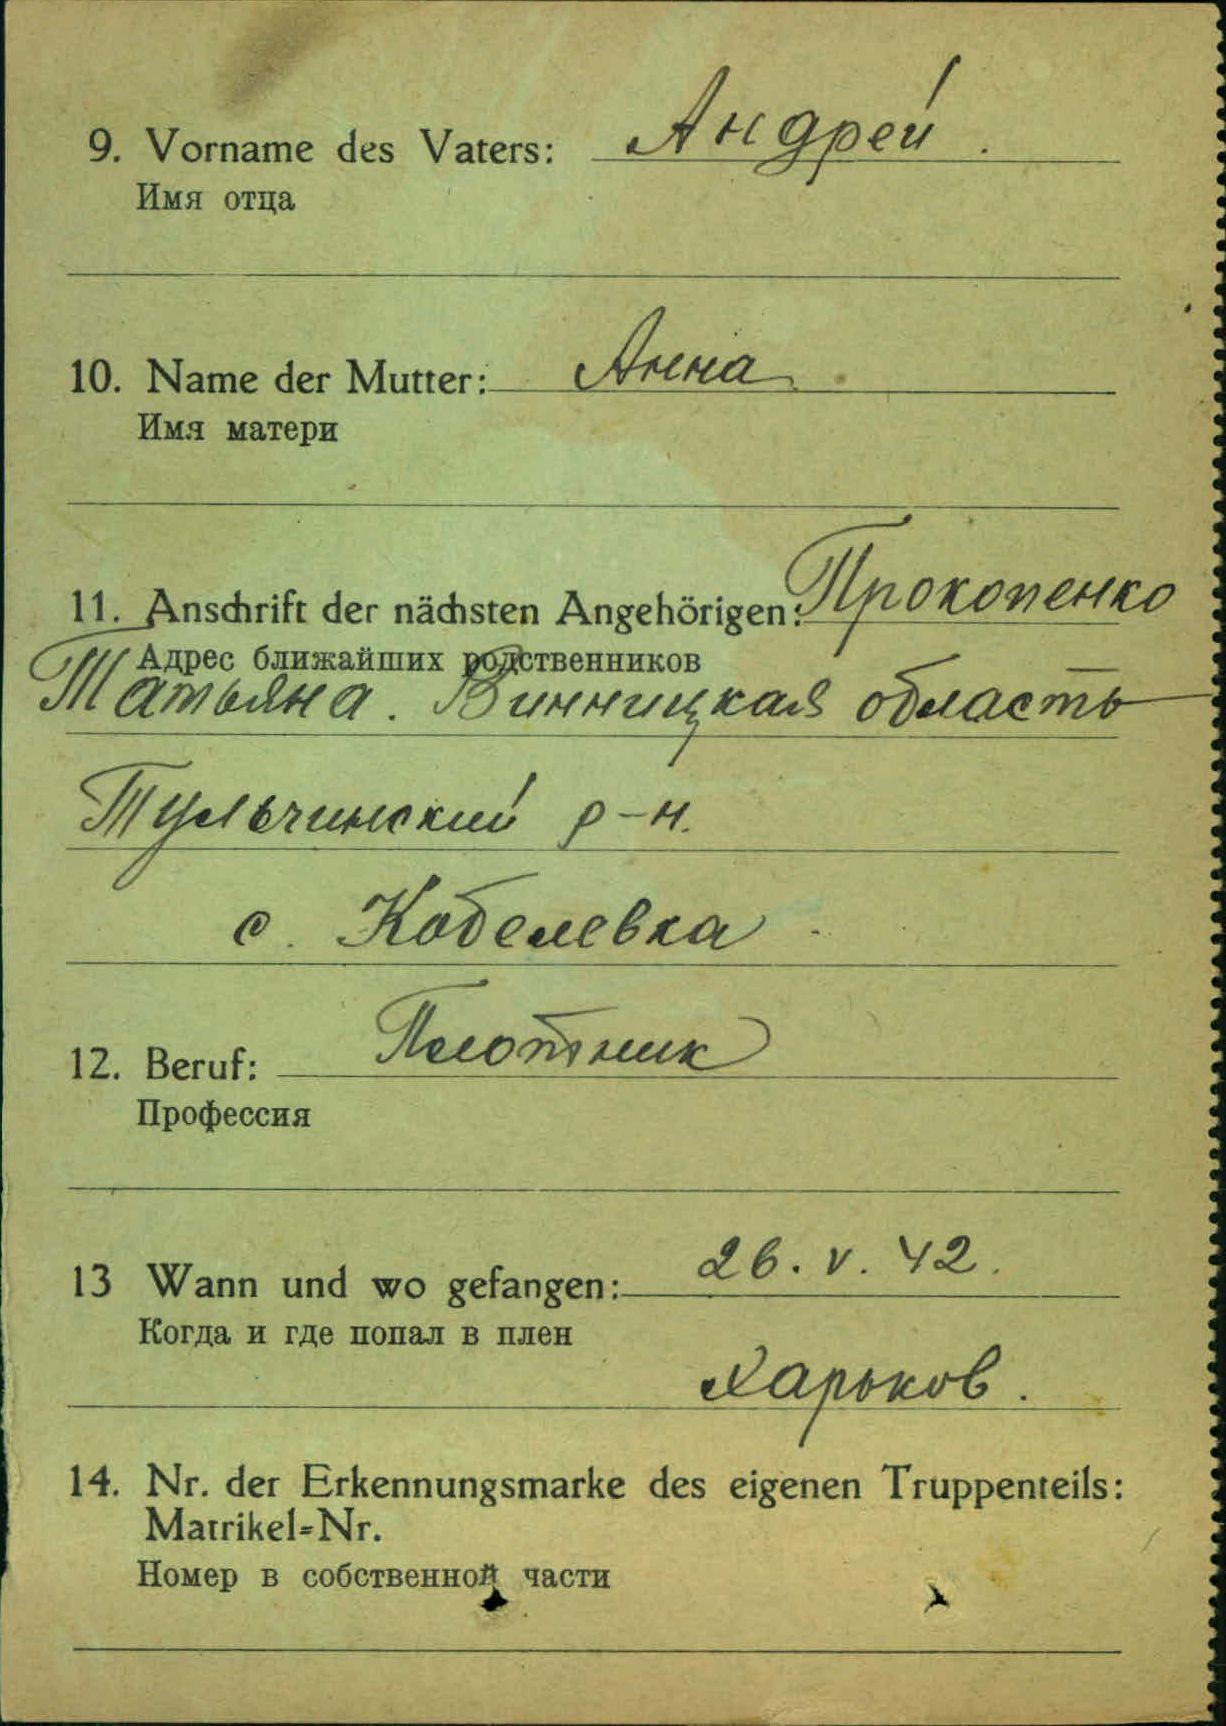 9. Vorname des Vaters: Андрей.
Имя отца
10. Name der Mutter: Анна
Имя матери
11. Anschrift der nächsten Angehörigen: Прокопенко
Адрес ближайших родственников
Татьяна. Винницкая область
Тульчинский р-н.
с. Кобелевка
12. Beruf: Плотник
Профессия
13 Wann und wo gefangen: 26. V. 42.
Когда и где попал в плен
Харьков.
14. Nr. der Erkennungsmarke des eigenen Truppenteils:
Matrikel-Nr.
Номер в собственной части